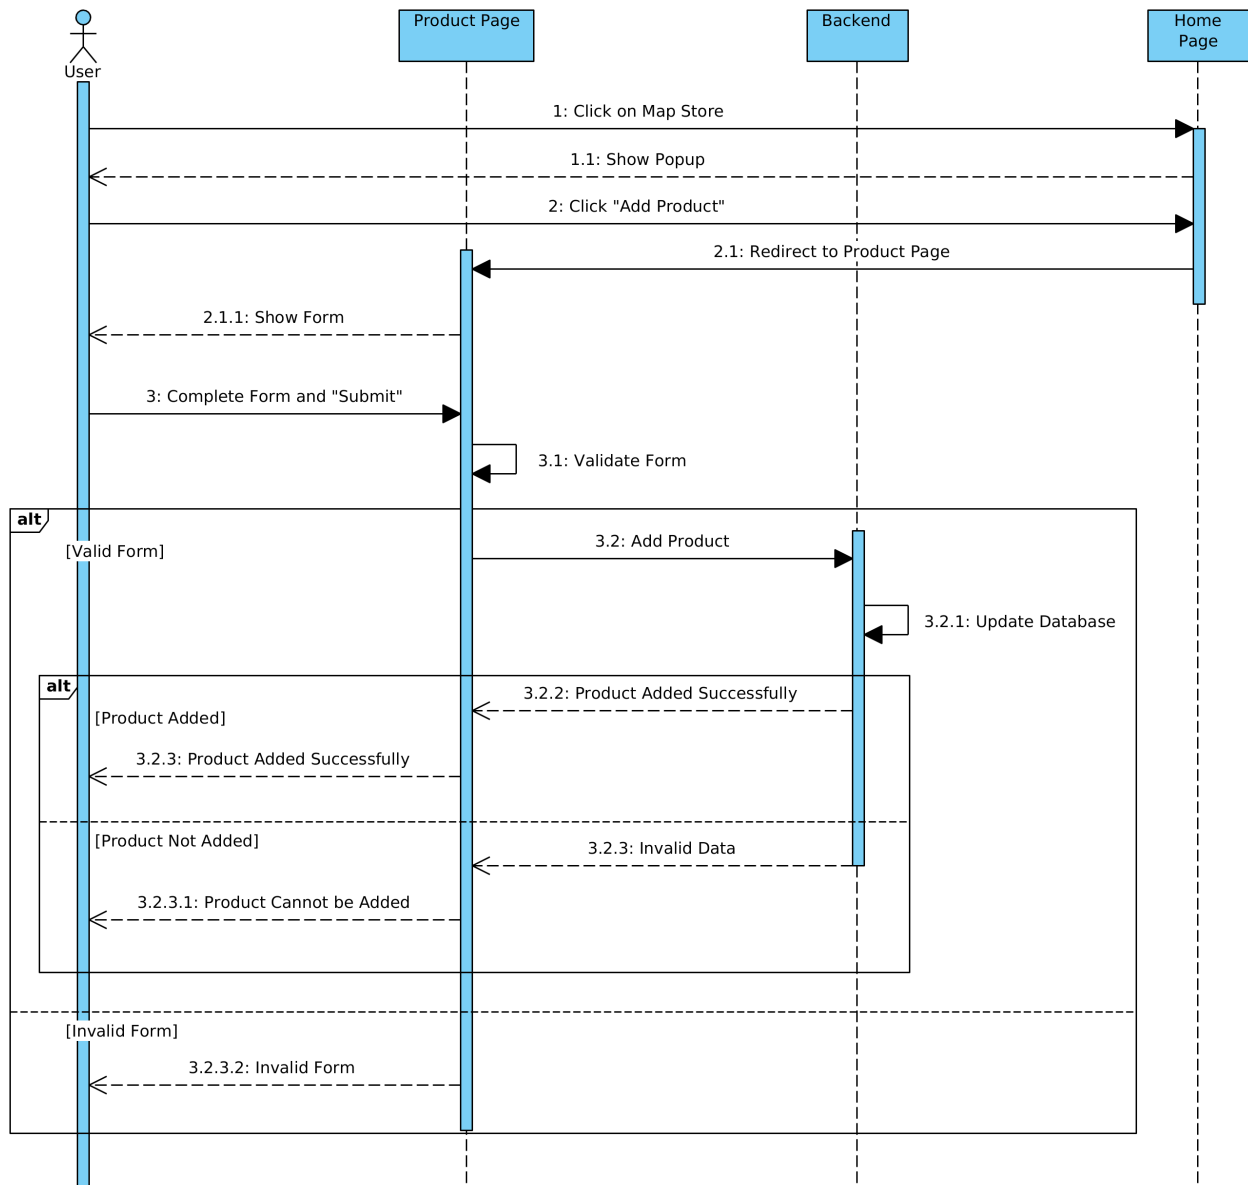 User
Product Page
Backend
Home
Page
1: Click on Map Store
1.1: Show Popup
2: Click "Add Product"
2.1: Redirect to Product Page
2.1.1: Show Form
3: Complete Form and "Submit"
3.1: Validate Form
alt
[Valid Form]
3.2: Add Product
3.2.1: Update Database
alt
[Product Added]
3.2.2: Product Added Successfully
3.2.3: Product Added Successfully
[Product Not Added]
3.2.3: Invalid Data
3.2.3.1: Product Cannot be Added
[Invalid Form]
3.2.3.2: Invalid Form